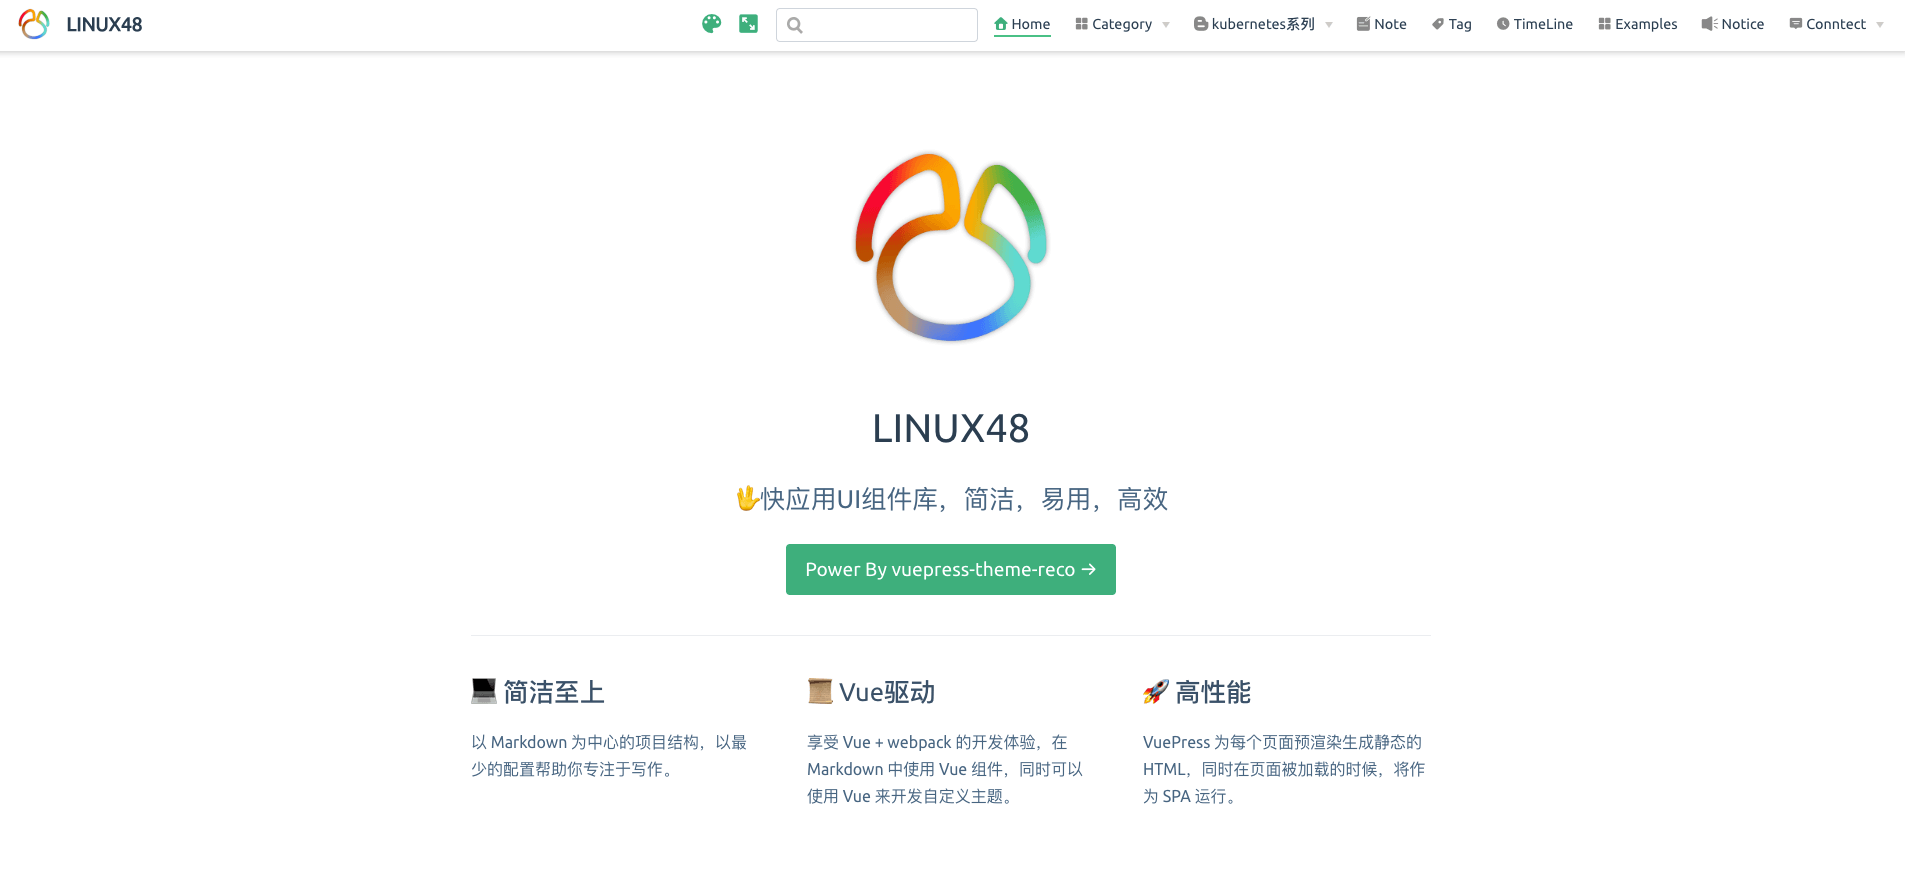 LINUX48
Home Category kubernetes系列 Note Tag TimeLine Examples Notice Conntect
LINUX48
🖖快应用UI组件库，简洁，易用，高效
Power By vuepress-theme-reco →
💻 简洁至上
以 Markdown 为中心的项目结构，以最
少的配置帮助你专注于写作。
📜 Vue驱动
享受 Vue + webpack 的开发体验，在
Markdown 中使用 Vue 组件，同时可以
使用 Vue 来开发自定义主题。
🚀 高性能
VuePress 为每个页面预渲染生成静态的
HTML，同时在页面被加载的时候，将作
为 SPA 运行。